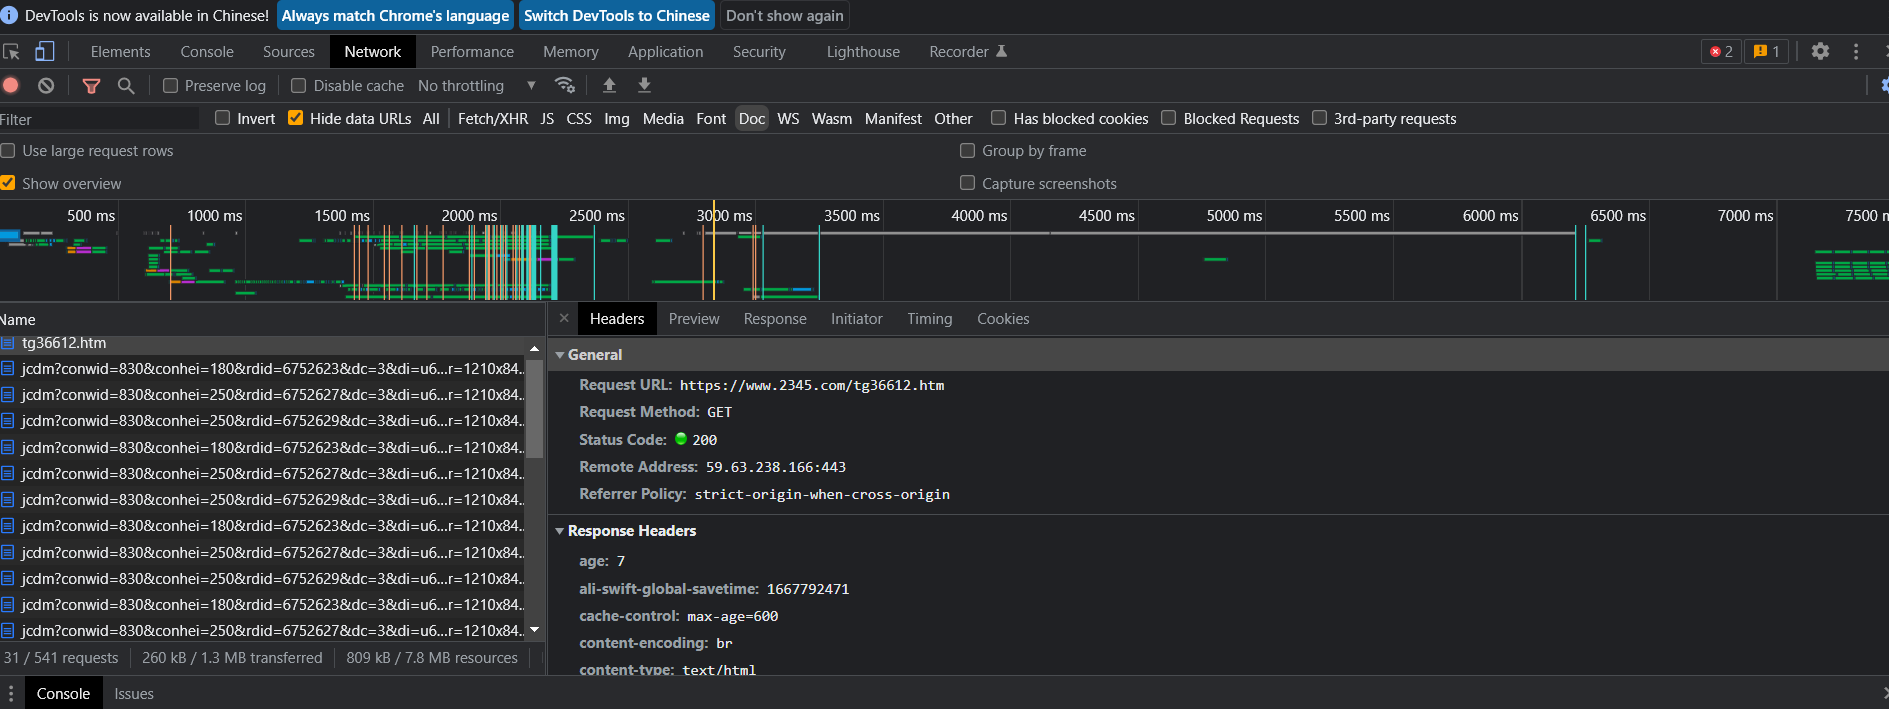 DevTools is now available in Chinese! Always match Chrome's language Switch DevTools to Chinese Don't show again
Elements Console Sources Network Performance Memory Application Security Lighthouse Recorder 2 1
Preserve log Disable cache No throttling
Filter Invert Hide data URLs All Fetch/XHR JS CSS Img Media Font Doc WS Wasm Manifest Other Has blocked cookies Blocked Requests 3rd-party requests
Use large request rows Group by frame
Show overview Capture screenshots
500 ms 1000 ms 1500 ms 2000 ms 2500 ms 3000 ms 3500 ms 4000 ms 4500 ms 5000 ms 5500 ms 6000 ms 6500 ms 7000 ms 7500 m
Name
tg36612.htm
jcdm?conwid=830&conhei=180&rdid=6752623&dc=3&di=u6...r=1210x84..
jcdm?conwid=830&conhei=250&rdid=6752627&dc=3&di=u6...r=1210x84..
jcdm?conwid=830&conhei=250&rdid=6752629&dc=3&di=u6...r=1210x84..
jcdm?conwid=830&conhei=180&rdid=6752623&dc=3&di=u6...r=1210x84..
jcdm?conwid=830&conhei=250&rdid=6752627&dc=3&di=u6...r=1210x84..
jcdm?conwid=830&conhei=250&rdid=6752629&dc=3&di=u6...r=1210x84..
jcdm?conwid=830&conhei=180&rdid=6752623&dc=3&di=u6...r=1210x84..
jcdm?conwid=830&conhei=250&rdid=6752627&dc=3&di=u6...r=1210x84..
jcdm?conwid=830&conhei=250&rdid=6752629&dc=3&di=u6...r=1210x84..
jcdm?conwid=830&conhei=180&rdid=6752623&dc=3&di=u6...r=1210x84..
jcdm?conwid=830&conhei=250&rdid=6752627&dc=3&di=u6...r=1210x84..
31 / 541 requests 260 kB / 1.3 MB transferred 809 kB / 7.8 MB resources
Headers Preview Response Initiator Timing Cookies
General
Request URL: https://www.2345.com/tg36612.htm
Request Method: GET
Status Code: 200
Remote Address: 59.63.238.166:443
Referrer Policy: strict-origin-when-cross-origin
Response Headers
age: 7
ali-swift-global-savetime: 1667792471
cache-control: max-age=600
content-encoding: br
content-type: text/html
Console Issues